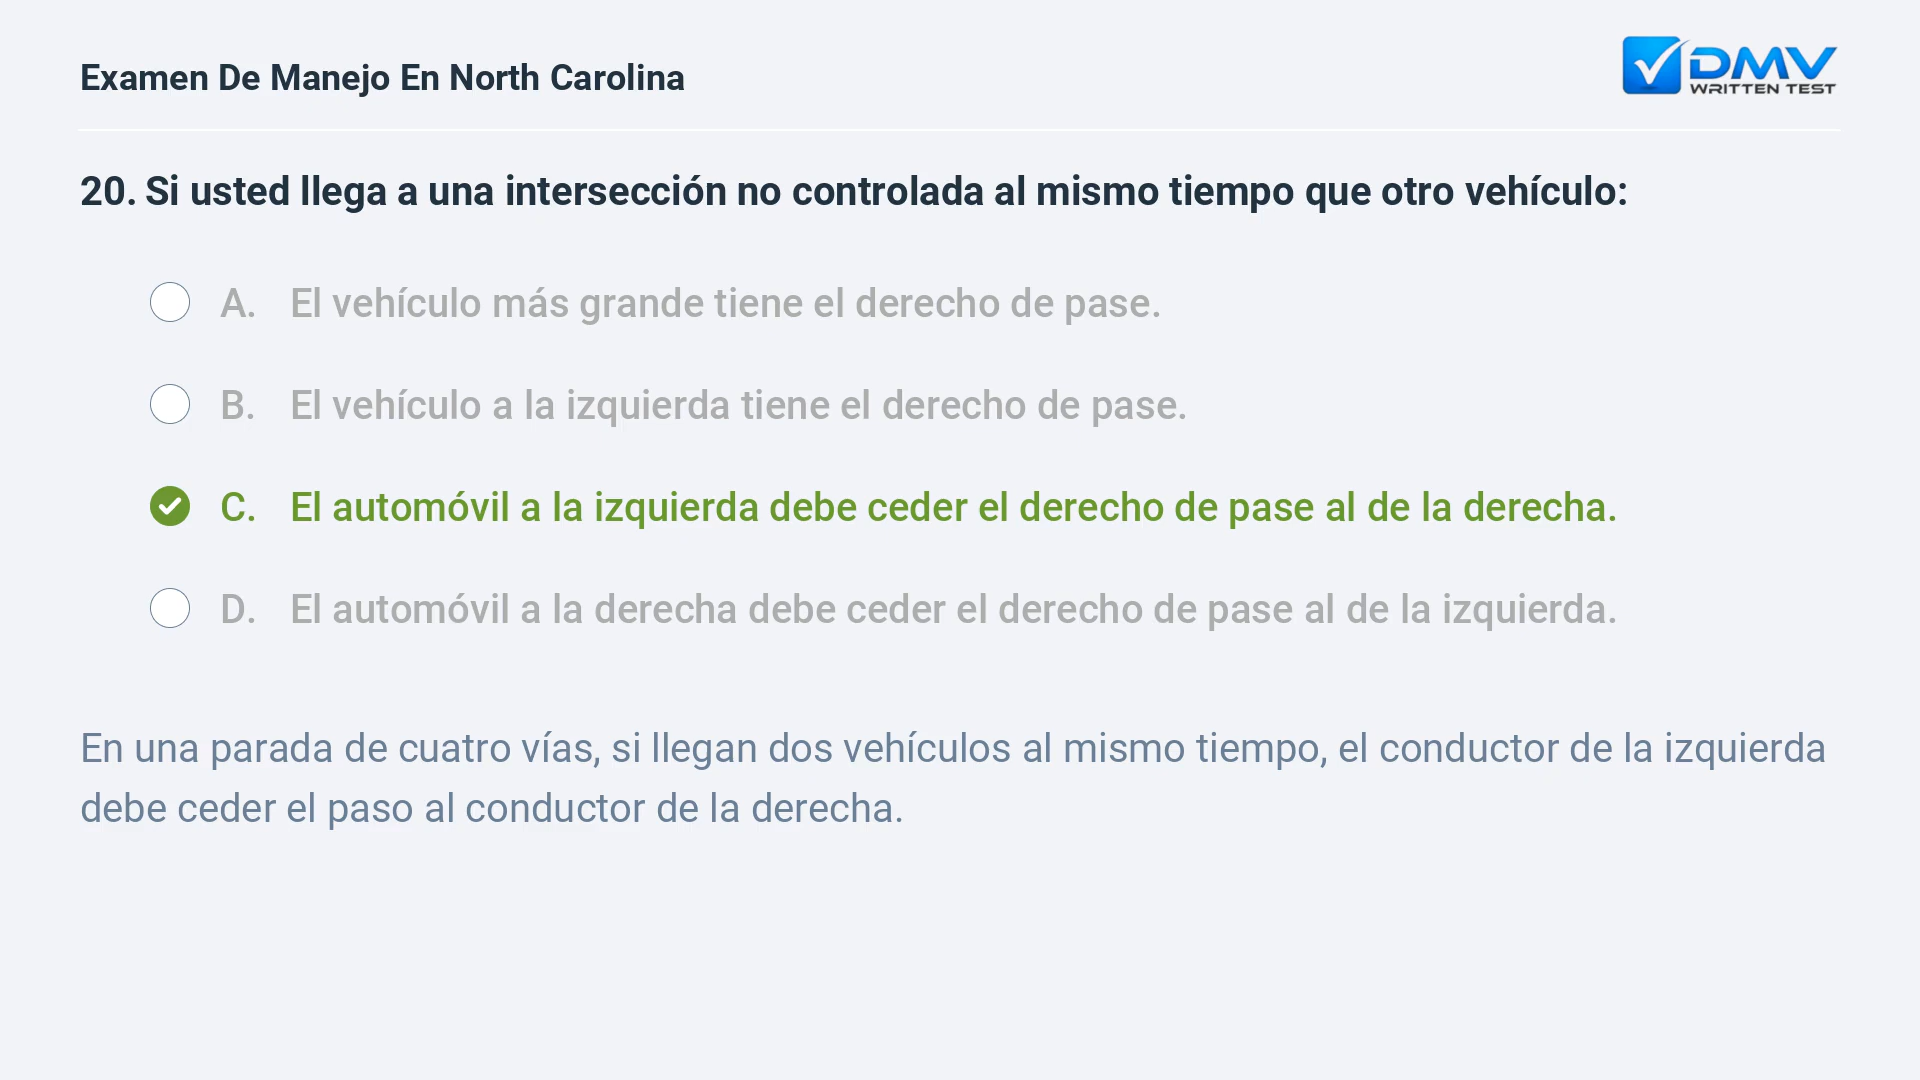 Examen De Manejo En North Carolina
DMV
WRITTEN TEST
20. Si usted llega a una intersección no controlada al mismo tiempo que otro vehículo:
A. El vehículo más grande tiene el derecho de pase.
B. El vehículo a la izquierda tiene el derecho de pase.
C. El automóvil a la izquierda debe ceder el derecho de pase al de la derecha.
D. El automóvil a la derecha debe ceder el derecho de pase al de la izquierda.
En una parada de cuatro vías, si llegan dos vehículos al mismo tiempo, el conductor de la izquierda
debe ceder el paso al conductor de la derecha.